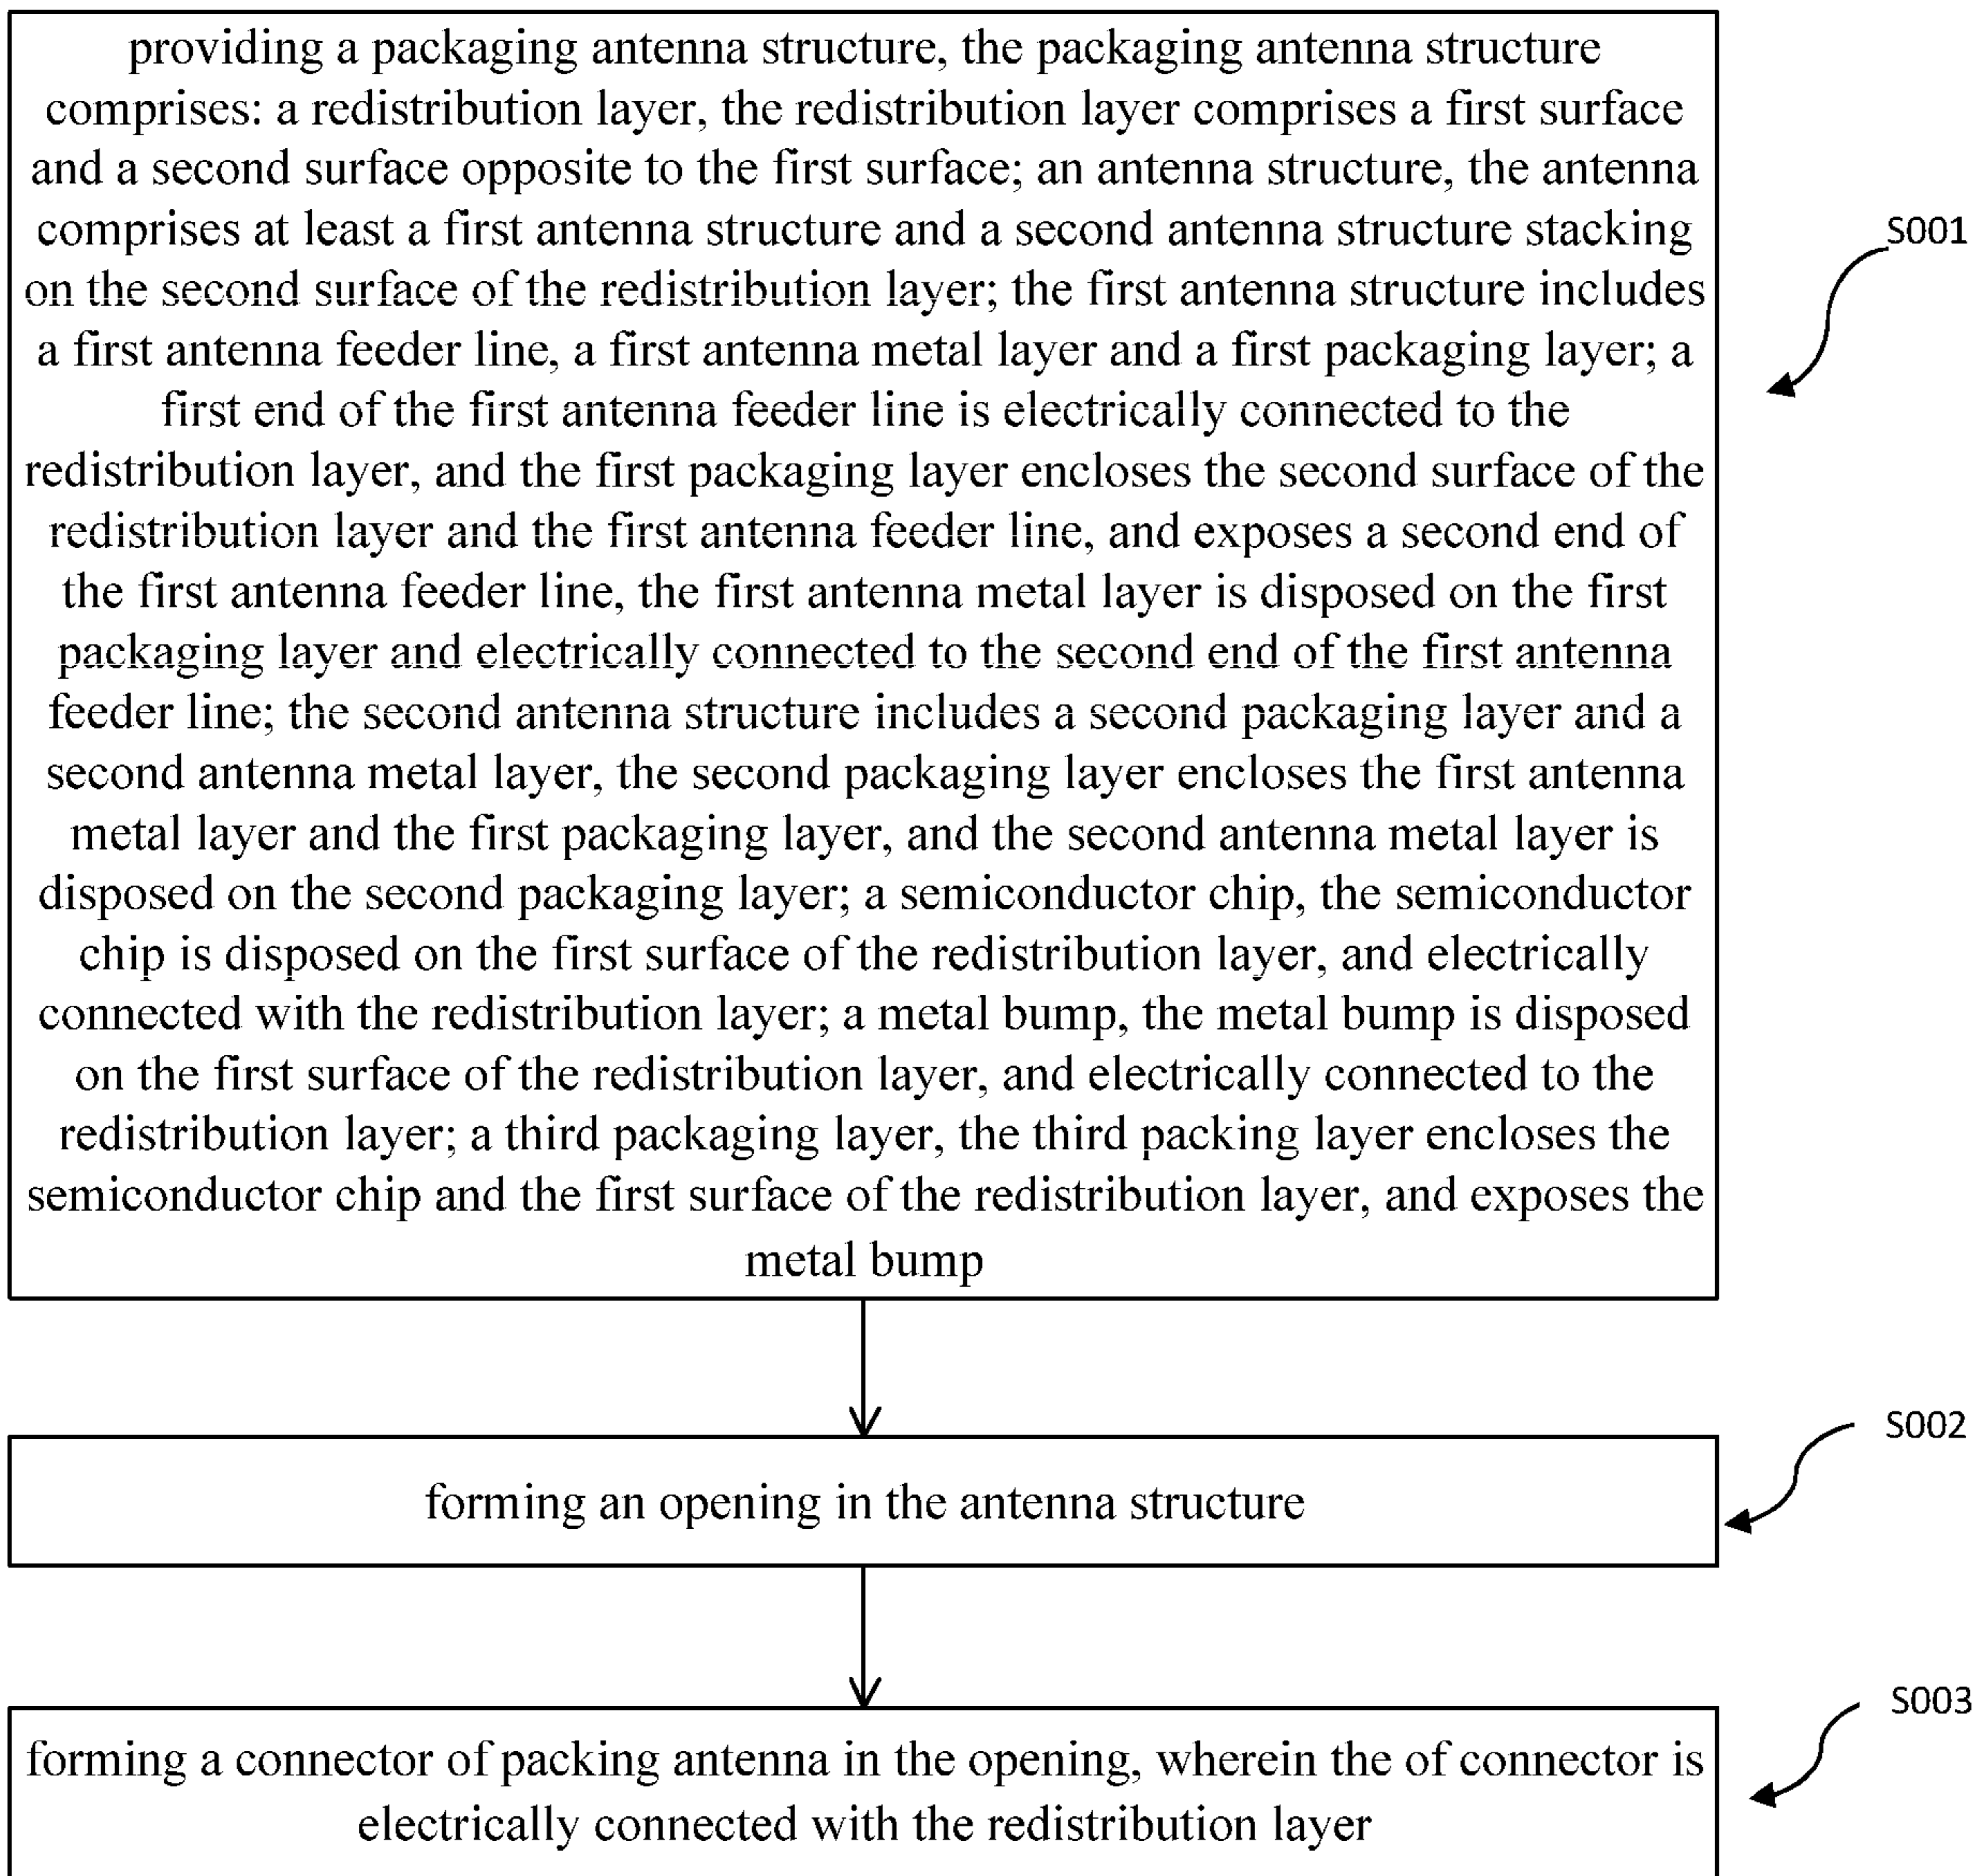 providing a packaging antenna structure, the packaging antenna structure
comprises: a redistribution layer, the redistribution layer comprises a first surface
and a second surface opposite to the first surface; an antenna structure, the antenna
comprises at least a first antenna structure and a second antenna structure stacking
on the second surface of the redistribution layer; the first antenna structure includes
a first antenna feeder line, a first antenna metal layer and a first packaging layer; a
first end of the first antenna feeder line is electrically connected to the
redistribution layer, and the first packaging layer encloses the second surface of the
redistribution layer and the first antenna feeder line, and exposes a second end of
the first antenna feeder line, the first antenna metal layer is disposed on the first
packaging layer and electrically connected to the second end of the first antenna
feeder line; the second antenna structure includes a second packaging layer and a
second antenna metal layer, the second packaging layer encloses the first antenna
metal layer and the first packaging layer, and the second antenna metal layer is
disposed on the second packaging layer; a semiconductor chip, the semiconductor
chip is disposed on the first surface of the redistribution layer, and electrically
connected with the redistribution layer; a metal bump, the metal bump is disposed
on the first surface of the redistribution layer, and electrically connected to the
redistribution layer; a third packaging layer, the third packing layer encloses the
semiconductor chip and the first surface of the redistribution layer, and exposes the
metal bump
S001
forming an opening in the antenna structure
S002
forming a connector of packing antenna in the opening, wherein the of connector is
electrically connected with the redistribution layer
S003